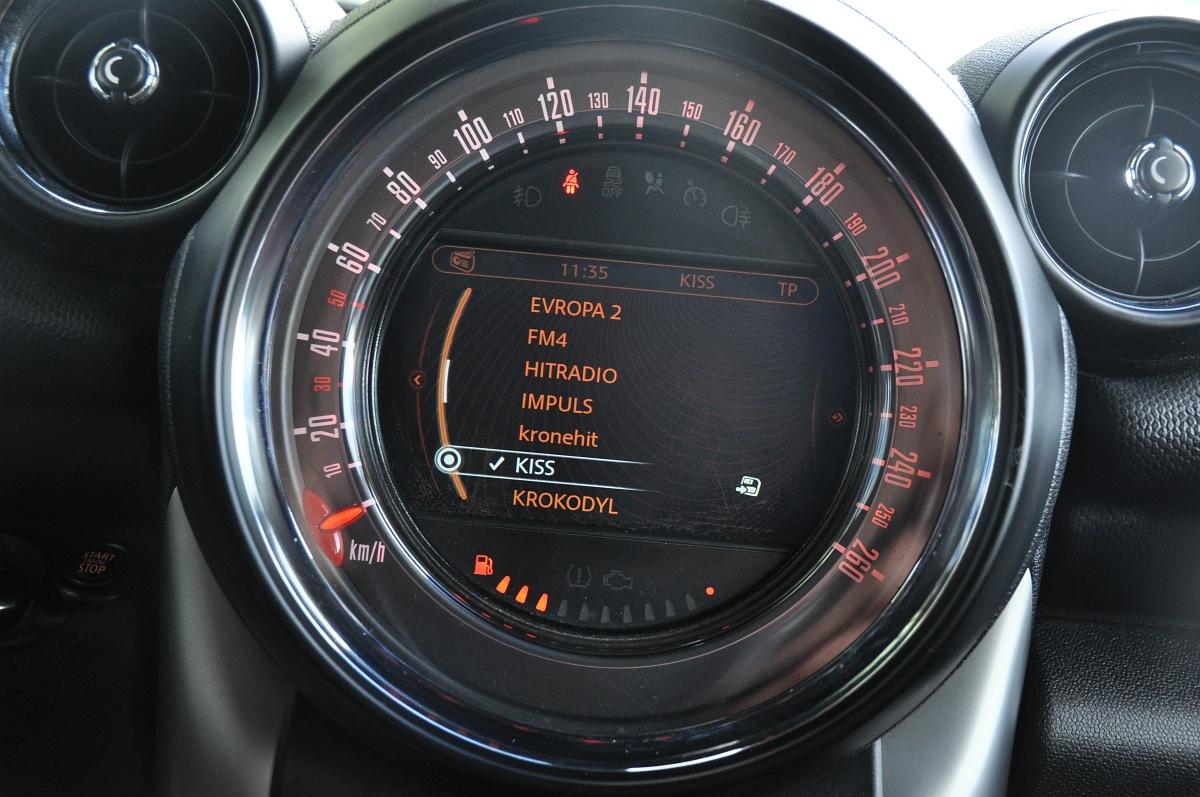 10
20
30
40
50
60
70
80
90
100
110
120
130
140
150
160
170
180
190
200
210
220
230
240
250
260
km/h
OFF
11:35 KISS TP
EVROPA 2
FM4
HITRADIO
IMPULS
kronehit
✓ KISS
KROKODYL
START
ENGINE
STOP